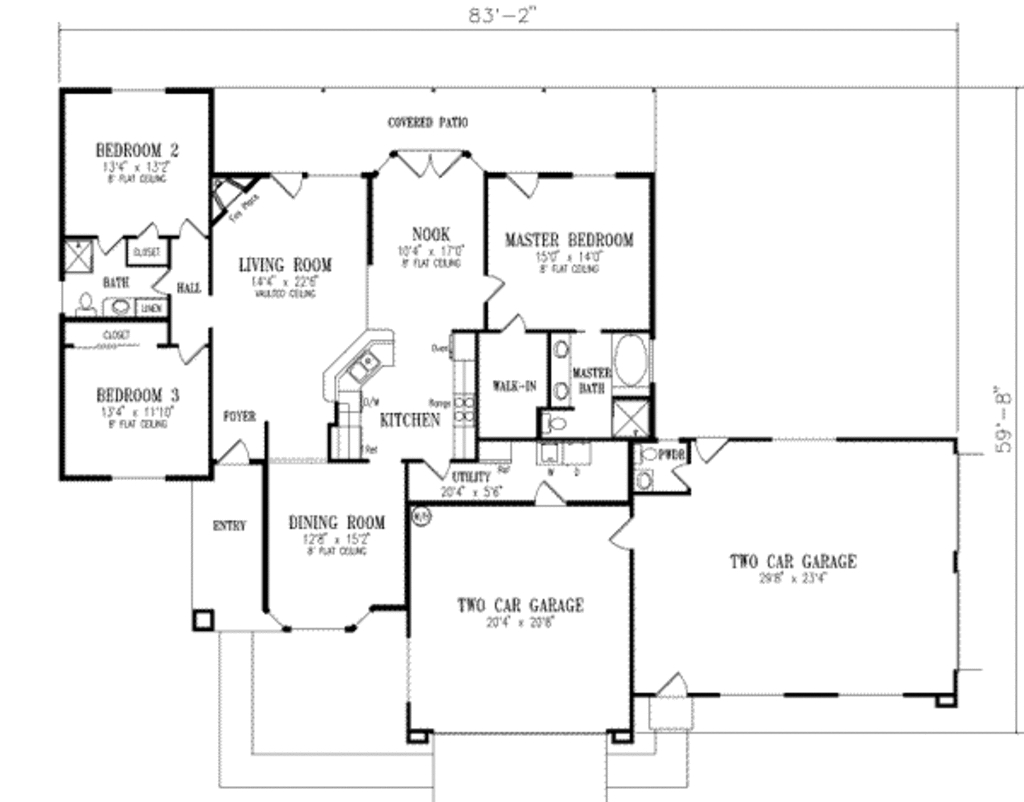 83'-2"
COVERED PATIO
BEDROOM 2
13'4" x 13'2"
8' FLAT CEILING
Fire Place
NOOK
10'4" x 17'0"
8' FLAT CEILING
MASTER BEDROOM
15'0" x 14'0"
8' FLAT CEILING
CLOSET
LIVING ROOM
14'4" x 22'6"
VAULTED CEILING
BATH
HALL
LINEN
CLOSET
Oven
MASTER
BATH
WALK-IN
BEDROOM 3
13'4" x 11'10"
8' FLAT CEILING
D/W
Range
FOYER
KITCHEN
Ref
59'-8"
PWDR
Ref
W
D
UTILITY
20'4" x 5'6"
W/H
ENTRY
DINING ROOM
12'8" x 15'2"
8' FLAT CEILING
TWO CAR GARAGE
29'8" x 23'4"
TWO CAR GARAGE
20'4" x 20'8"